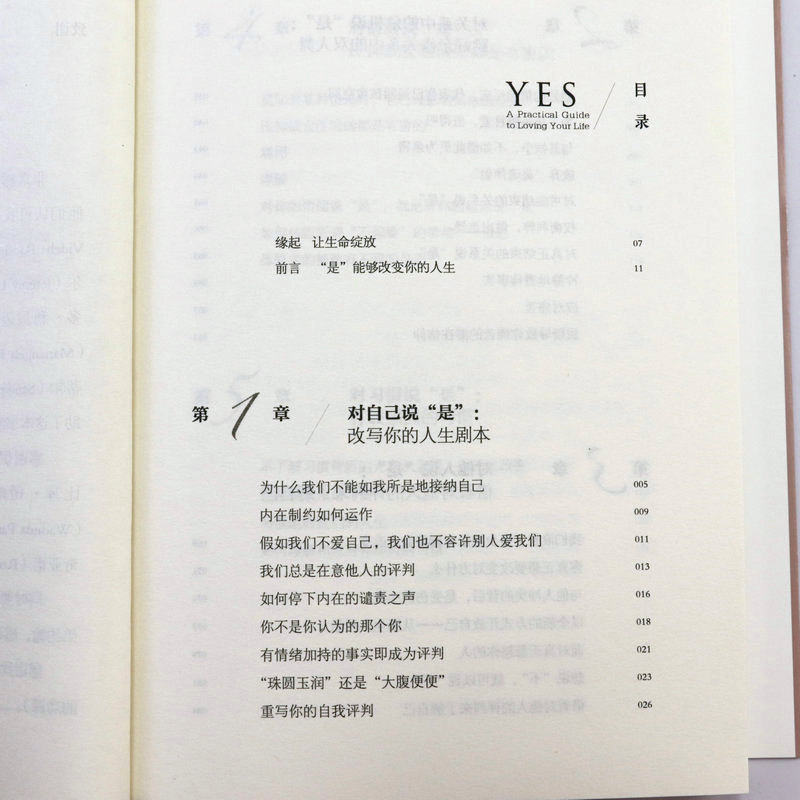 YES
A Practical Guide
to Loving Your Life
目录
缘起 让生命绽放 07
前言 “是”能够改变你的人生 11
第1章 对自己说“是”:
改写你的人生剧本
为什么我们不能如我所是地接纳自己 005
内在制约如何运作 009
假如我们不爱自己，我们也不容许别人爱我们 011
我们总是在意他人的评判 013
如何停下内在的谴责之声 016
你不是你认为的那个你 018
有情绪加持的事实即成为评判 021
“珠圆玉润”还是“大腹便便” 023
重写你的自我评判 026